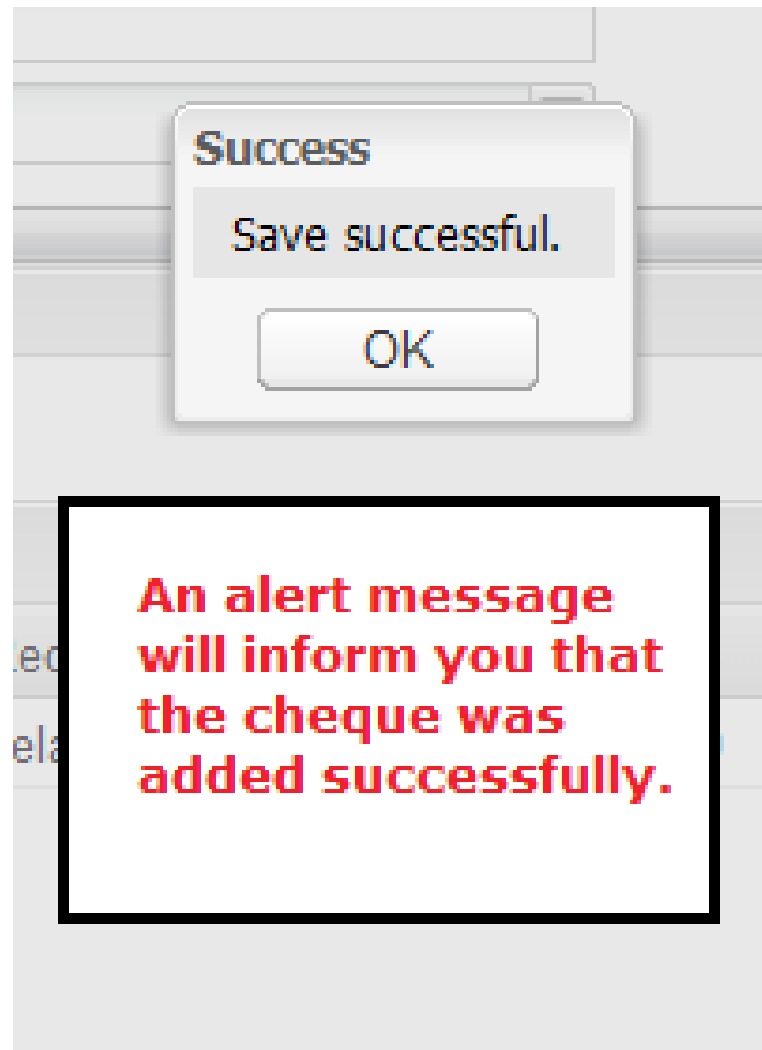 Success
Save successful.
OK
An alert message
will inform you that
the cheque was
added successfully.